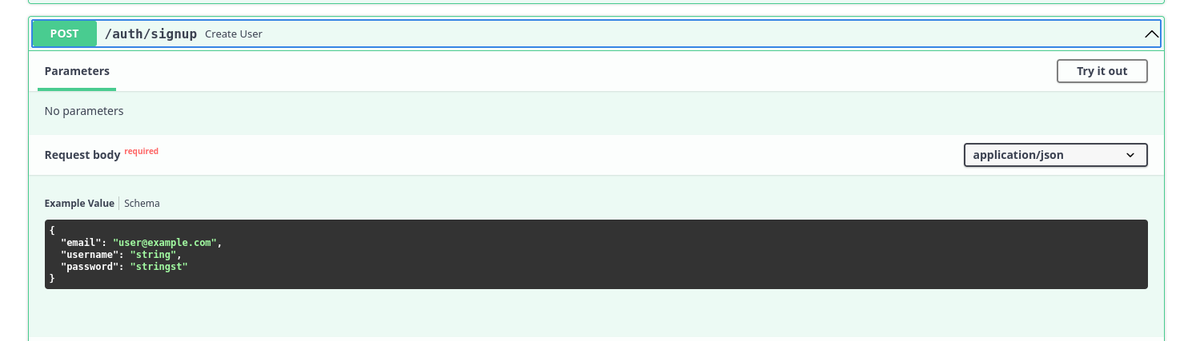 POST /auth/signup Create User
Parameters
Try it out
No parameters
Request body required
application/json
Example Value Schema
{
  "email": "user@example.com",
  "username": "string",
  "password": "stringst"
}